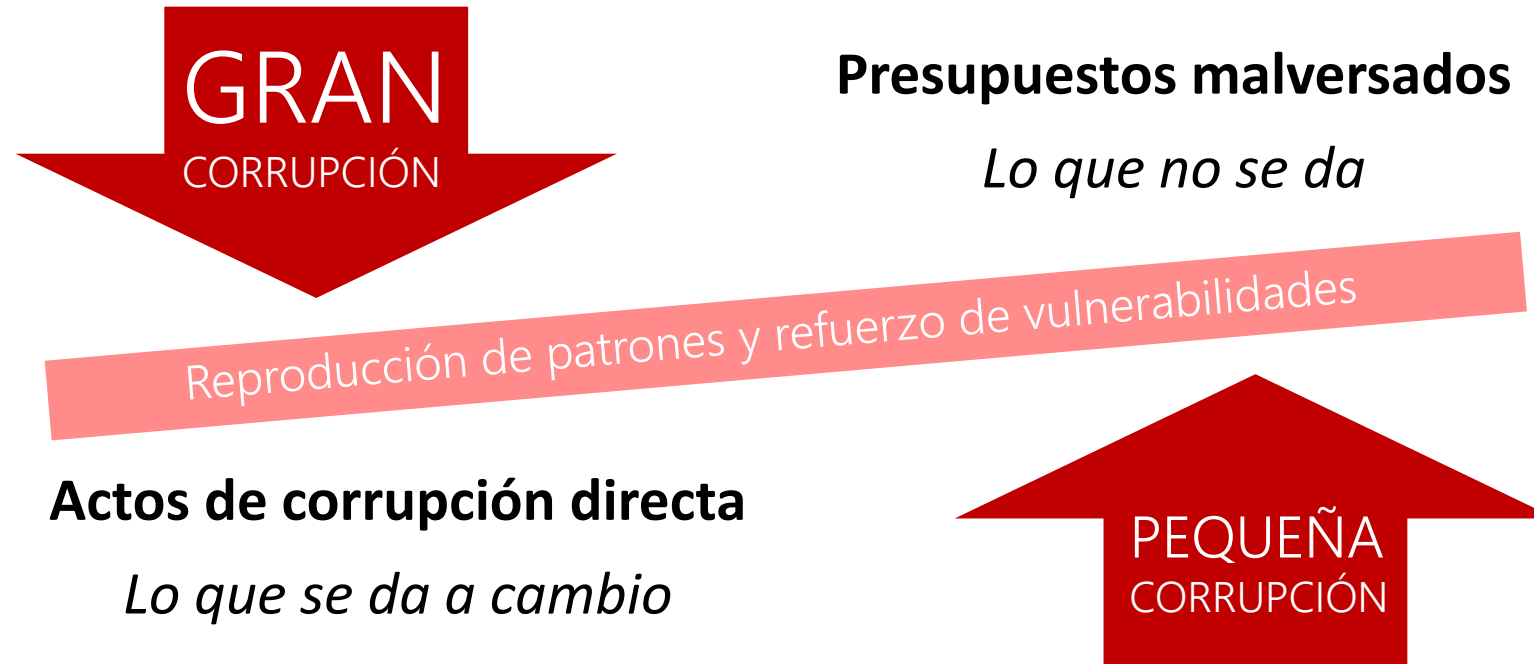 GRAN
CORRUPCIÓN
Presupuestos malversados
Lo que no se da
Reproducción de patrones y refuerzo de vulnerabilidades
Actos de corrupción directa
Lo que se da a cambio
PEQUEÑA
CORRUPCIÓN